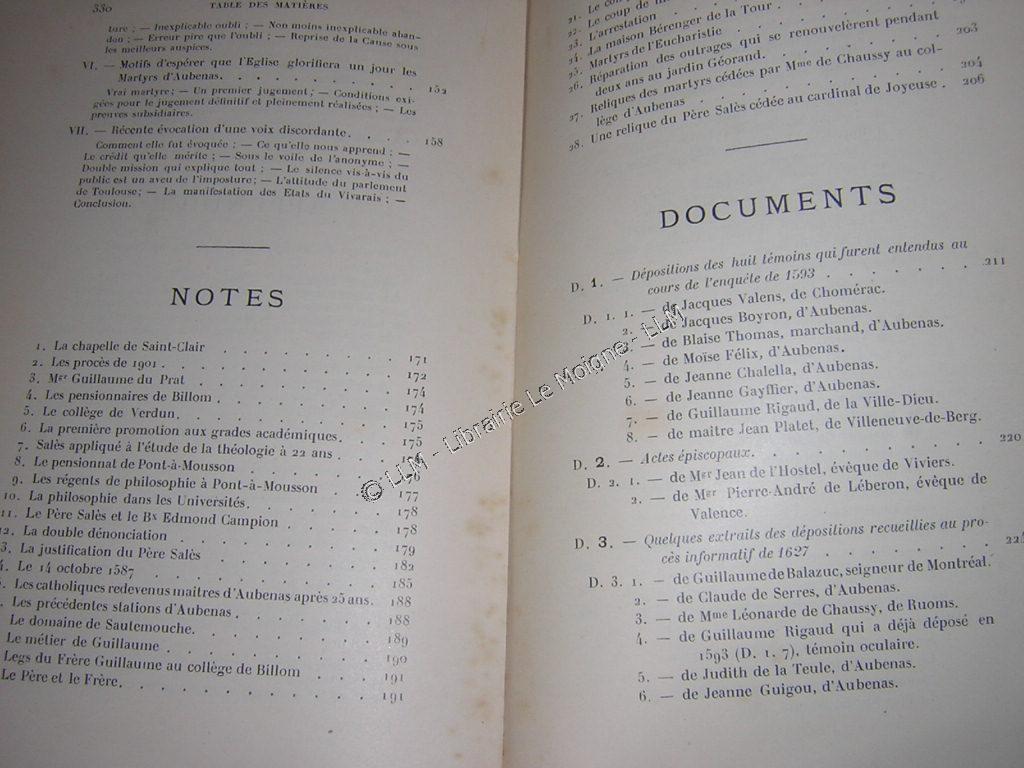 330 TABLE DES MATIÈRES
ture ; — Inexplicable oubli ; — Non moins inexplicable aban-
don ; — Erreur pire que l'oubli ; — Reprise de la Cause sous
les meilleurs auspices.
VI. — Motifs d'espérer que l'Eglise glorifiera un jour les
Martyrs d'Aubenas. . . . . . . . . . 152
Vrai martyre ; — Un premier jugement ; — Conditions exi-
gées pour le jugement définitif et pleinement réalisées ; — Les
preuves subsidiaires.
VII. — Récente évocation d'une voix discordante. . . . 158
Comment elle fut évoquée ; — Ce qu'elle nous apprend ; —
Le crédit qu'elle mérite ; — Sous le voile de l'anonyme ; —
Double mission qui explique tout ; — Le silence vis-à-vis du
public est un aveu de l'imposture ; — L'attitude du parlement
de Toulouse ; — La manifestation des Etats du Vivarais ; —
Conclusion.
NOTES
1. La chapelle de Saint-Clair . . . . . . . 171
2. Les procès de 1901 . . . . . . . . 172
3. Mgr Guillaume du Prat . . . . . . . 174
4. Les pensionnaires de Billom . . . . . . 174
5. Le collège de Verdun. . . . . . . . 175
6. La première promotion aux grades académiques. . . 175
7. Salès appliqué à l'étude de la théologie à 22 ans . . .
8. Le pensionnat de Pont-à-Mousson . . . . .
9. Les régents de philosophie à Pont-à-Mousson . . . 177
10. La philosophie dans les Universités. . . . . 178
11. Le Père Salès et le Bx Edmond Campion . . . . 178
12. La double dénonciation . . . . . . . 179
3. La justification du Père Salès . . . . . . 182
4. Le 14 octobre 1587 . . . . . . . . 185
Les catholiques redevenus maitres d'Aubenas après 25 ans. 188
Les précédentes stations d'Aubenas . . . . . 188
Le domaine de Sautemouche. . . . . . . 189
Le métier de Guillaume . . . . . . . 190
Legs du Frère Guillaume au collège de Billom . . . 191
Le Père et le Frère. . . . . . . . . 191
21. Le
22. Le coup de
23. L'arrestation
24. La maison Bérenger de la Tour .
25. Martyrs de l'Eucharistie
26. Réparation des outrages qui se renouvelèrent pendant
deux ans au jardin Géorand. . . . . . 203
27. Reliques des martyrs cédées par Mme de Chaussy au col-
lège d'Aubenas . . . . . . . . 204
28. Une relique du Père Salès cédée au cardinal de Joyeuse . 206
DOCUMENTS
D. 1. — Dépositions des huit témoins qui furent entendus au
cours de l'enquête de 1593 . . . . . . . 211
D. 1. 1. — de Jacques Valens, de Chomérac.
2. — de Jacques Boyron, d'Aubenas.
— de Blaise Thomas, marchand, d'Aubenas.
4. — de Moïse Félix, d'Aubenas.
5. — de Jeanne Chalella, d'Aubenas.
6. — de Jeanne Gayffier, d'Aubenas.
7. — de Guillaume Rigaud, de la Ville-Dieu.
8. — de maitre Jean Platet, de Villeneuve-de-Berg.
D. 2. — Actes épiscopaux. . . . . . . . . 220
D. 2. 1. — de Mgr Jean de l'Hostel, évêque de Viviers.
2. — de Mgr Pierre-André de Léberon, évêque de
Valence.
D. 3. — Quelques extraits des dépositions recueillies au pro-
cès informatif de 1627 . . . . . . . . 224
D. 3. 1. — de Guillaume de Balazuc, seigneur de Montréal.
2. — de Claude de Serres, d'Aubenas.
3. — de Mme Léonarde de Chaussy, de Ruoms.
4. — de Guillaume Rigaud qui a déjà déposé en
1593 (D. 1. 7), témoin oculaire.
5. — de Judith de la Teule, d'Aubenas.
6. — de Jeanne Guigou, d'Aubenas.
© LLM - Librairie Le Moigne - LLM